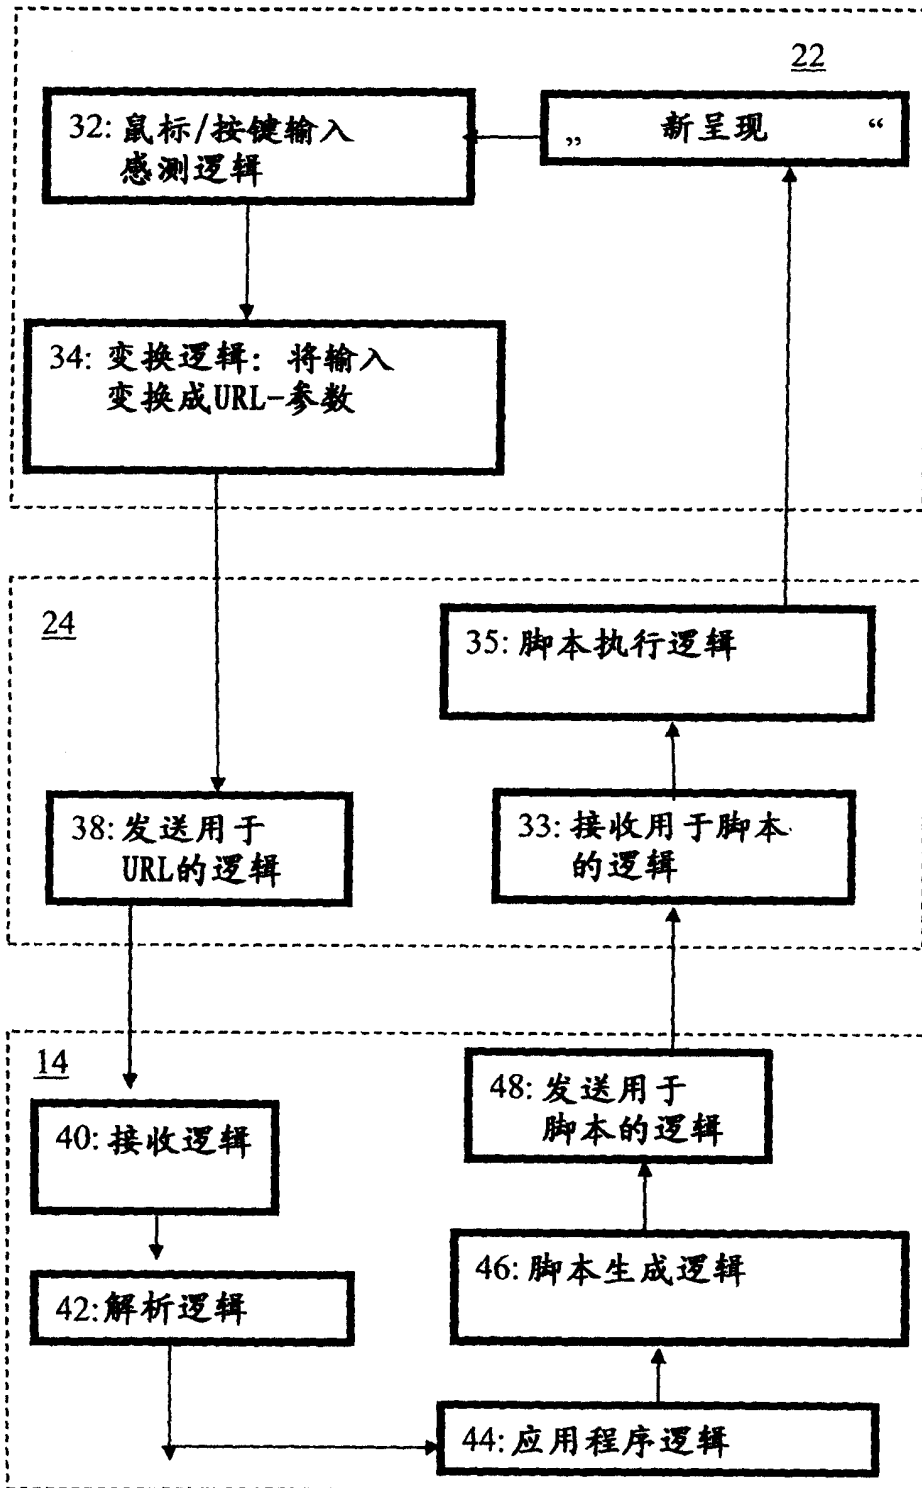 22
32: 鼠标/按键输入
感测逻辑
„ 新呈现 “
34: 变换逻辑: 将输入
变换成URL-参数
24
35: 脚本执行逻辑
38: 发送用于
URL的逻辑
33: 接收用于脚本
的逻辑
14
48: 发送用于
脚本的逻辑
40: 接收逻辑
46: 脚本生成逻辑
42:解析逻辑
44: 应用程序逻辑